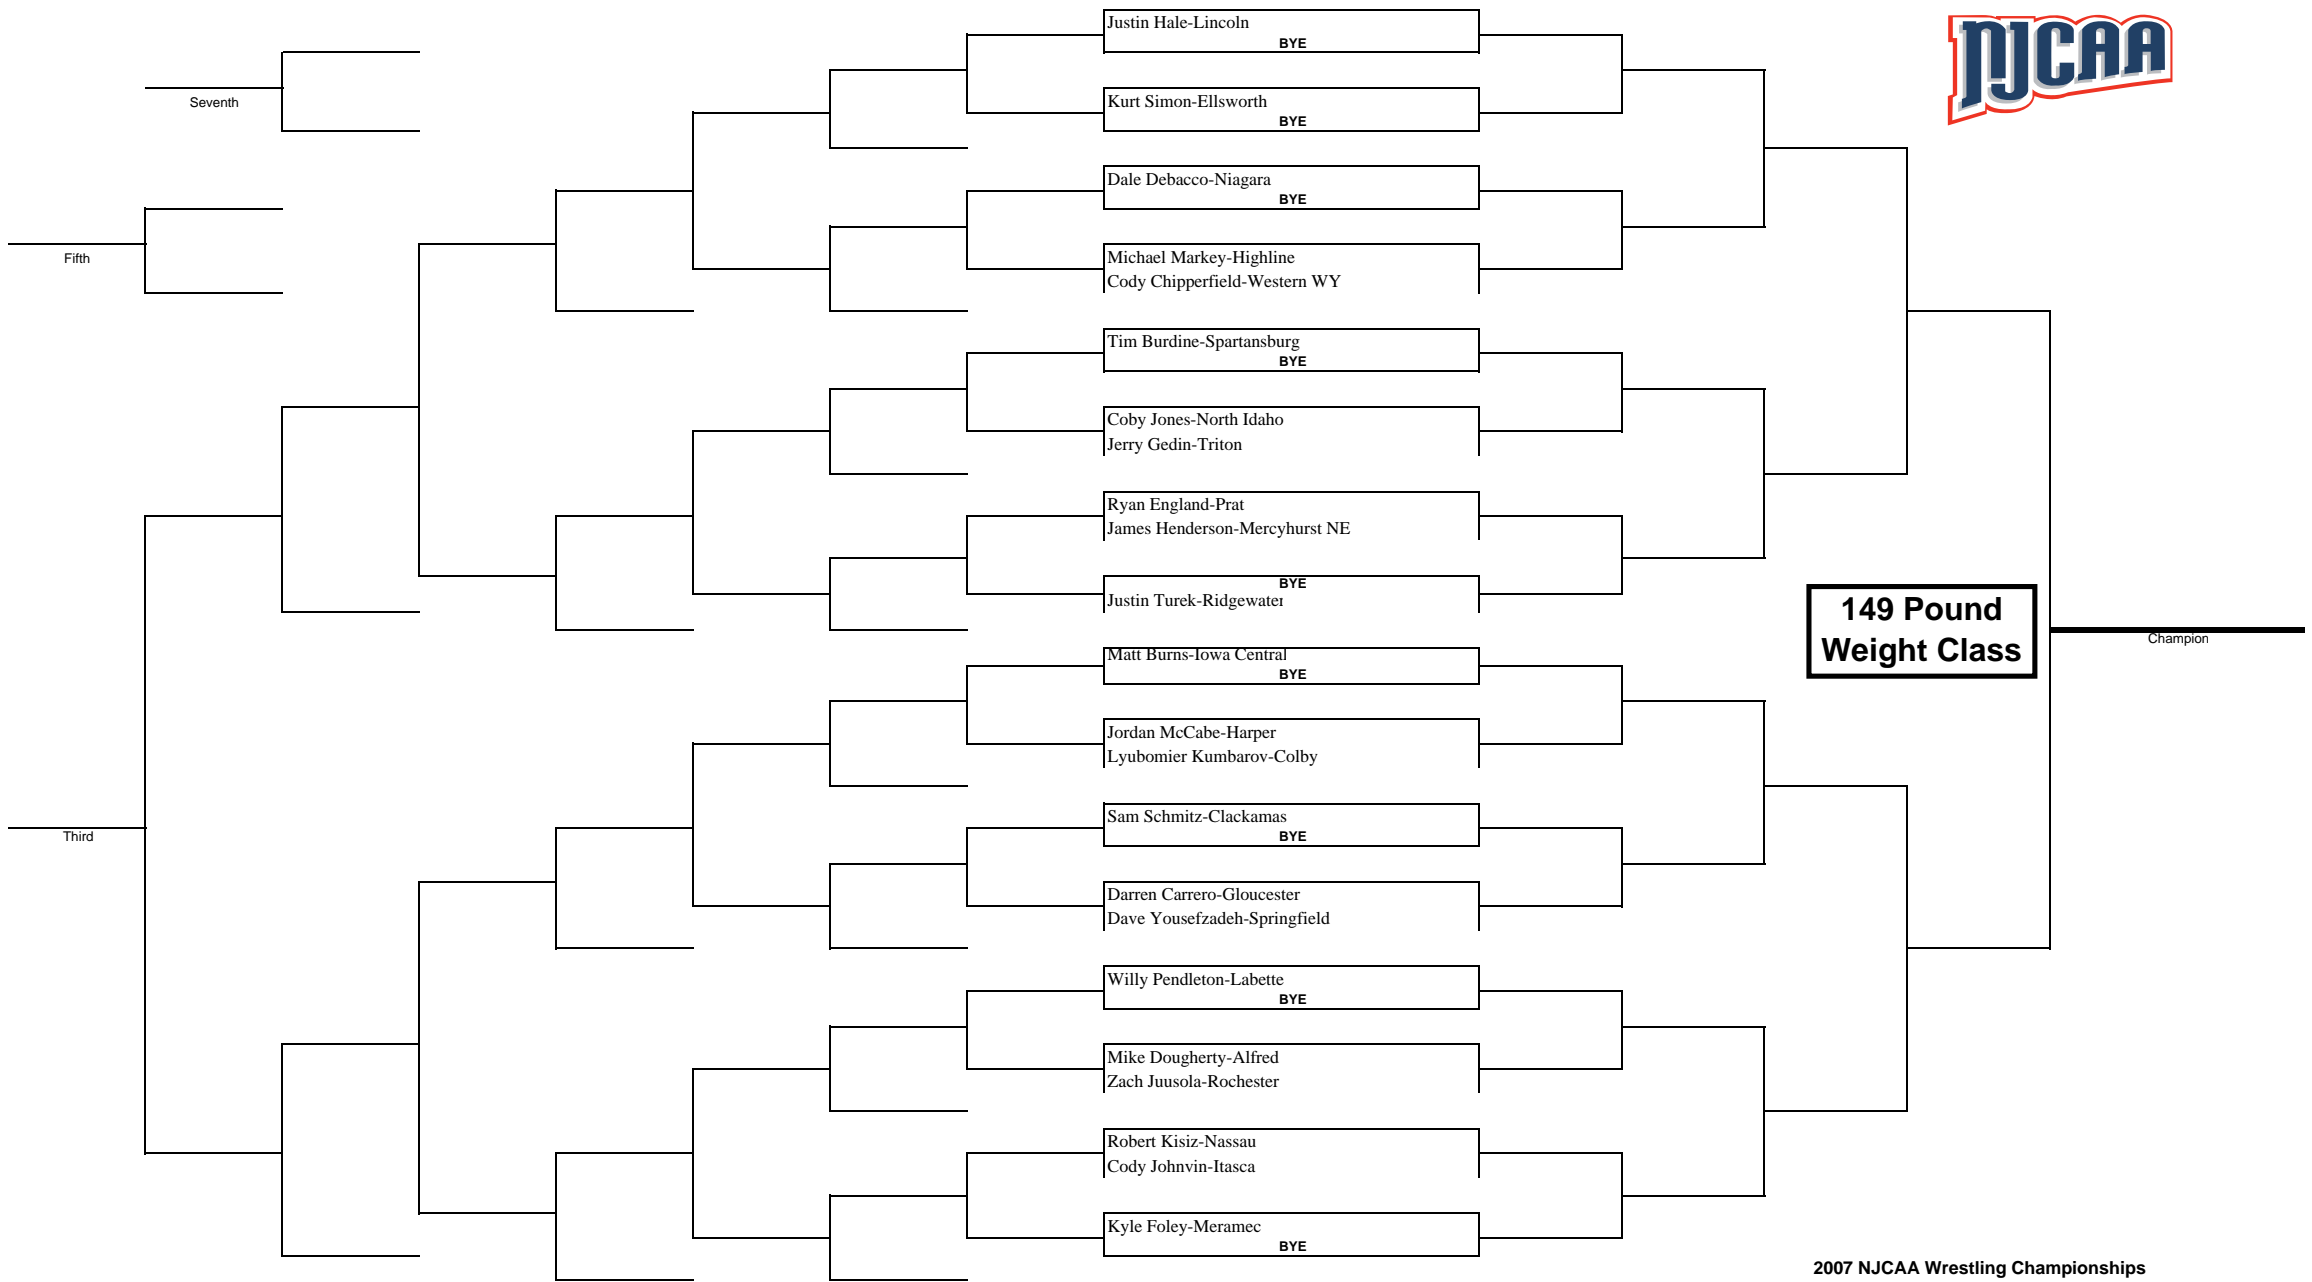 NJCAA
Justin Hale-Lincoln
BYE
Seventh
Kurt Simon-Ellsworth
BYE
Dale Debacco-Niagara
BYE
Fifth
Michael Markey-Highline
Cody Chipperfield-Western WY
Tim Burdine-Spartansburg
BYE
Coby Jones-North Idaho
Jerry Gedin-Triton
Ryan England-Prat
James Henderson-Mercyhurst NE
BYE
Justin Turek-Ridgewater
149 Pound
Weight Class
Champion
Matt Burns-Iowa Central
BYE
Jordan McCabe-Harper
Lyubomier Kumbarov-Colby
Sam Schmitz-Clackamas
BYE
Third
Darren Carrero-Gloucester
Dave Yousefzadeh-Springfield
Willy Pendleton-Labette
BYE
Mike Dougherty-Alfred
Zach Juusola-Rochester
Robert Kisiz-Nassau
Cody Johnvin-Itasca
Kyle Foley-Meramec
BYE
2007 NJCAA Wrestling Championships